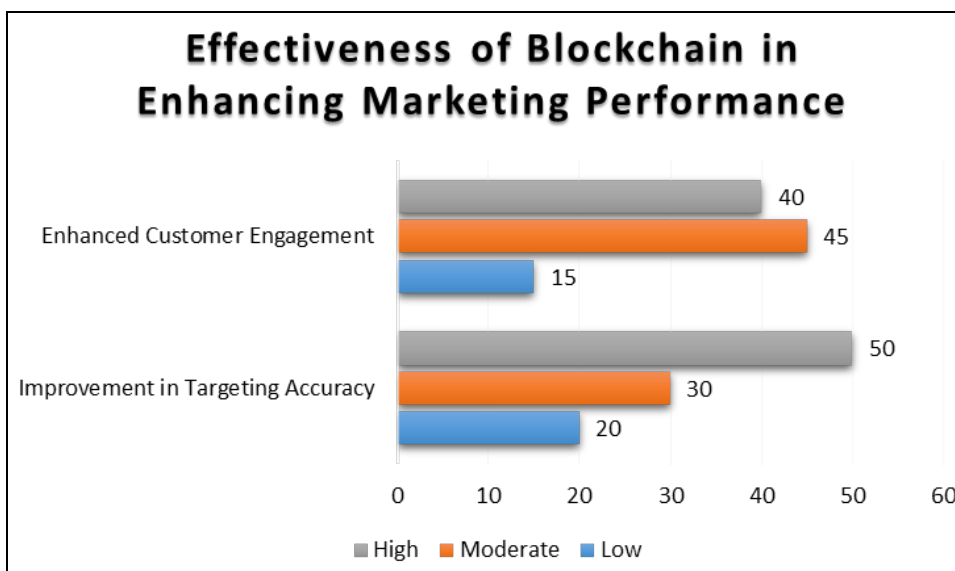 Effectiveness of Blockchain in
Enhancing Marketing Performance
40
Enhanced Customer Engagement 45
15
50
Improvement in Targeting Accuracy 30
20
0 10 20 30 40 50 60
High Moderate Low